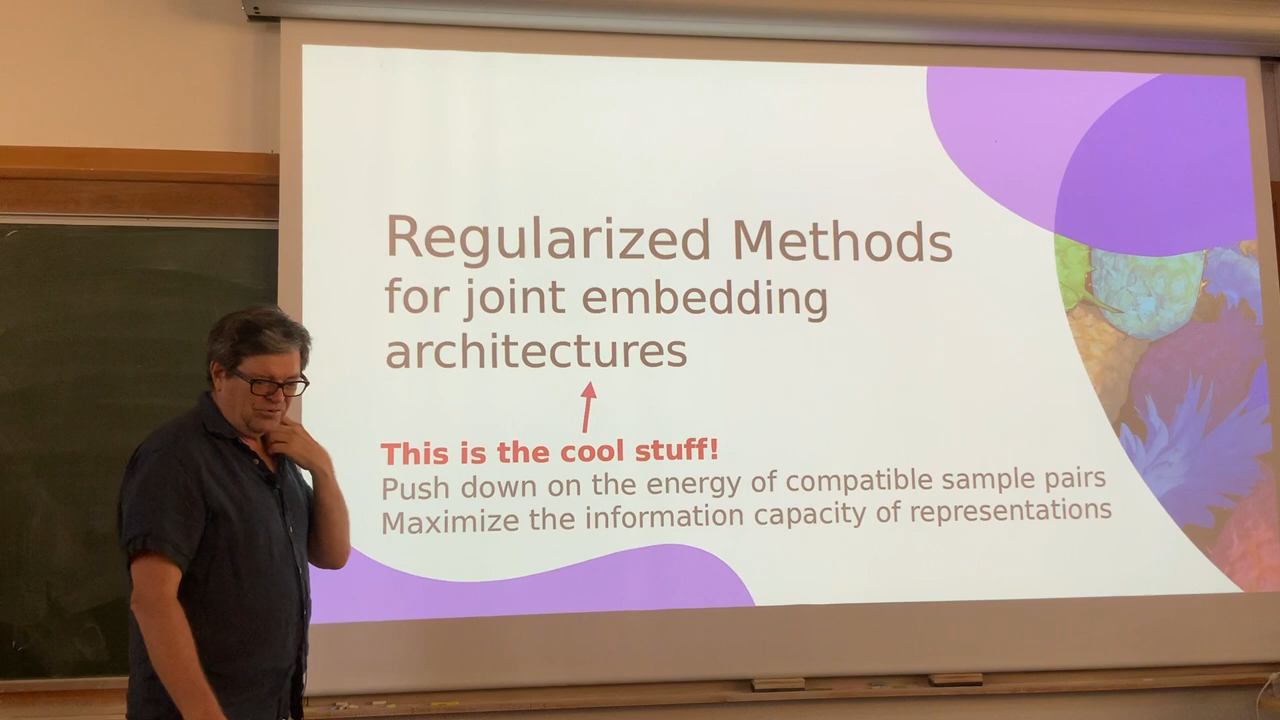 Regularized Methods
for joint embedding
architectures
This is the cool stuff!
Push down on the energy of compatible sample pairs
Maximize the information capacity of representations